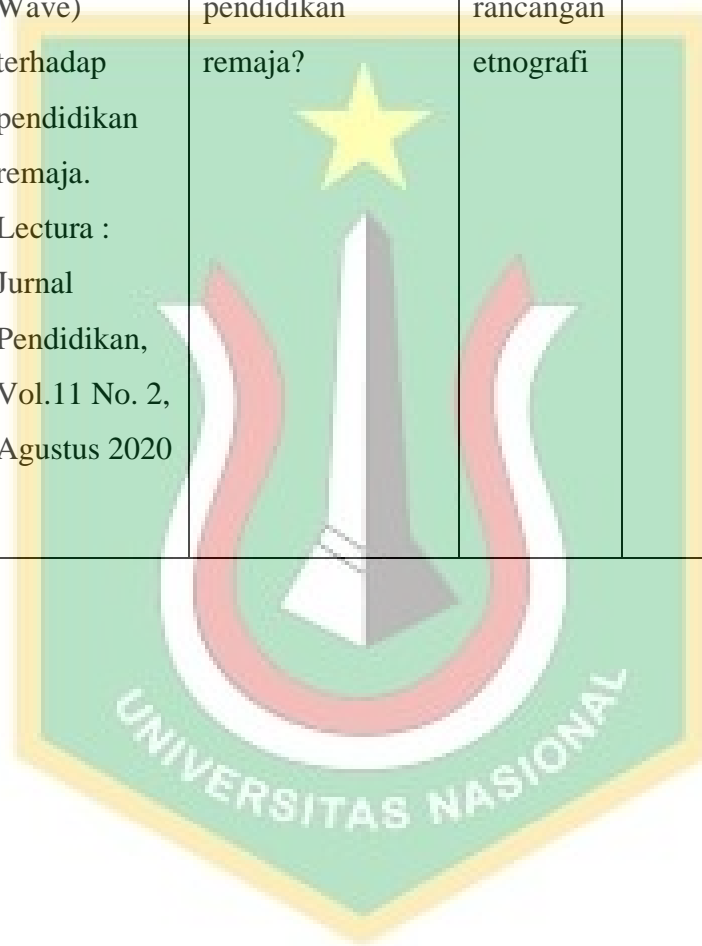 Wave)
terhadap
pendidikan
remaja.
Lectura :
Jurnal
Pendidikan,
Vol.11 No. 2,
Agustus 2020
pendidikan
remaja?
rancangan
etnografi
UNIVERSITAS NASIONAL